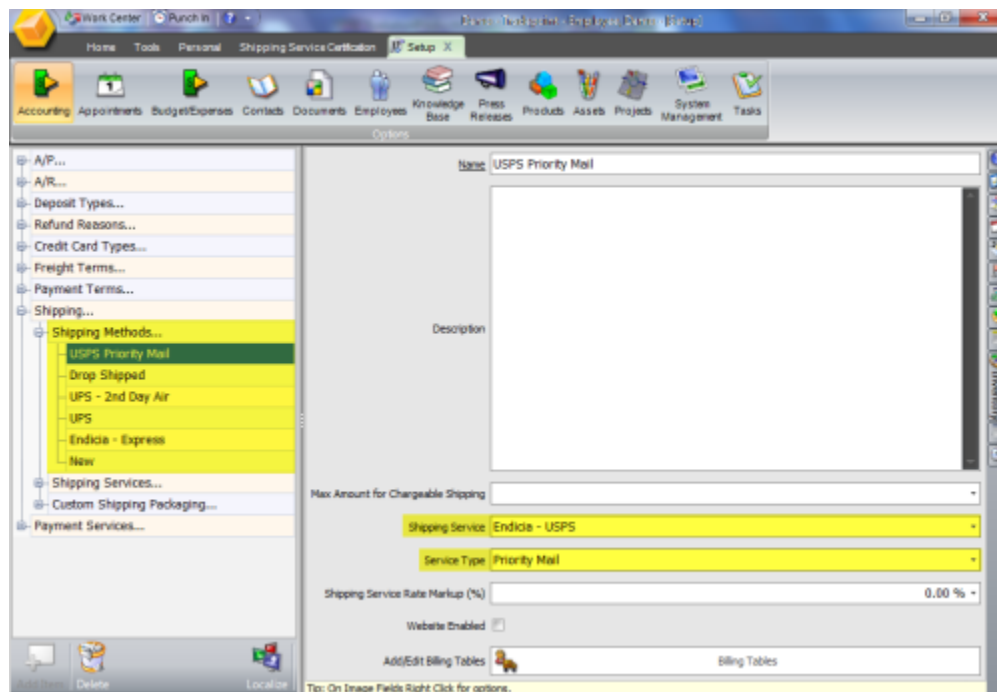 Work Center Punch In ?
Home Tools Personal Shipping Service Certification Setup X
Accounting Appointments Budget/Expenses Contacts Documents Employees Knowledge Base Press Releases Products Assets Projects System Management Tasks
Options
A/P...
A/R...
Deposit Types...
Refund Reasons...
Credit Card Types...
Freight Terms...
Payment Terms...
Shipping...
Shipping Methods...
USPS Priority Mail
Drop Shipped
UPS - 2nd Day Air
UPS
Endicia - Express
New
Shipping Services...
Custom Shipping Packaging...
Payment Services...
Add Item Delete Localize
Name USPS Priority Mail
Description
Max Amount for Chargeable Shipping
Shipping Service Endicia - USPS
Service Type Priority Mail
Shipping Service Rate Markup (%) 0.00 %
Website Enabled
Add/Edit Billing Tables Billing Tables
Tip: On Image Fields Right Click for options.